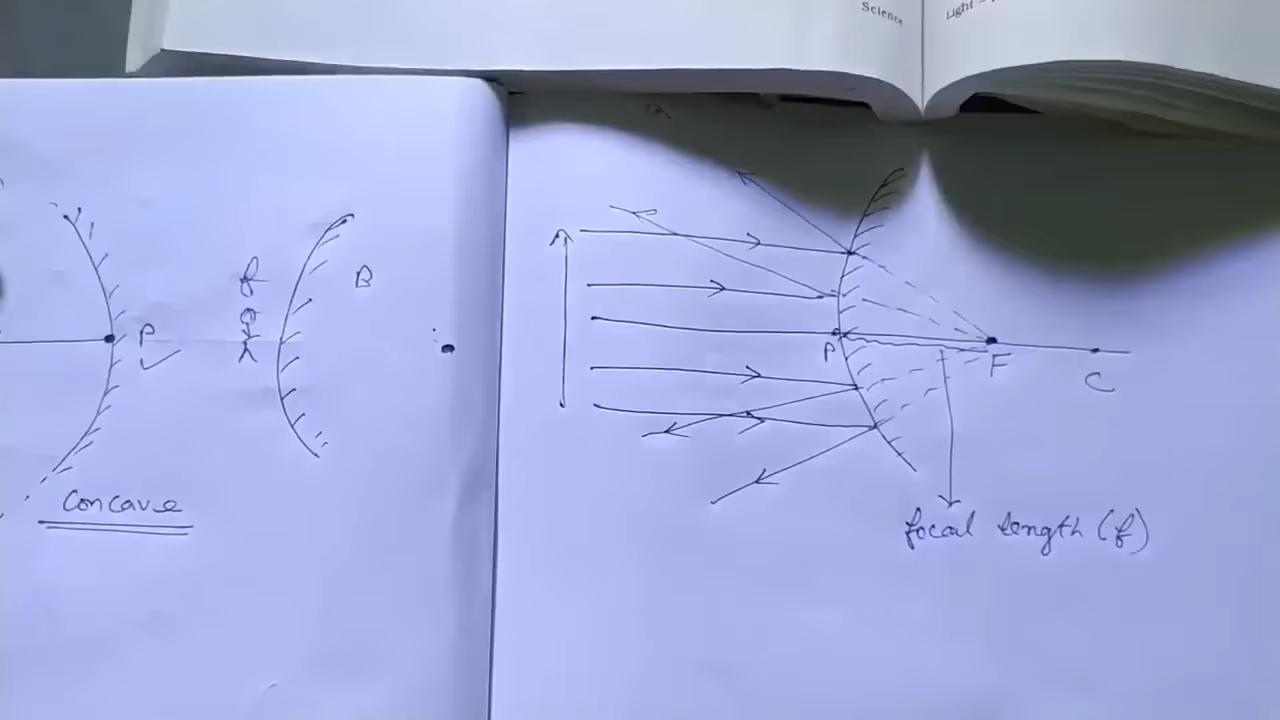 Science
Light –
P
B
concave
P
F
C
focal length (f)